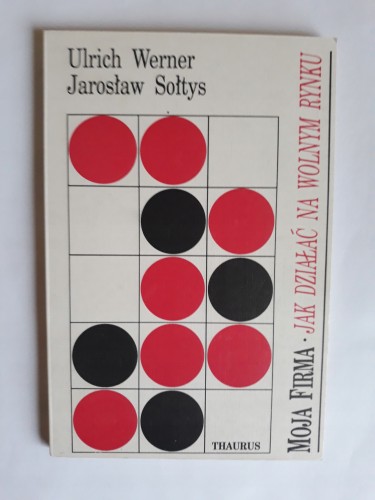 Ulrich Werner
Jarosław Sołtys
MOJA FIRMA · JAK DZIAŁAĆ NA WOLNYM RYNKU
THAURUS